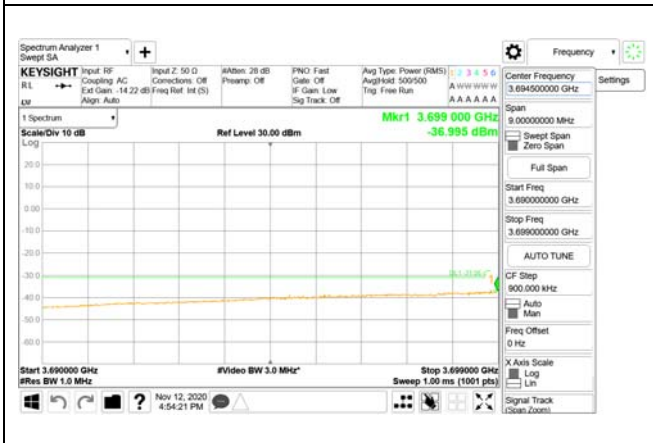 Spectrum Analyzer 1
Swept SA
+
Frequency
KEYSIGHT
RL
Input: RF
Coupling: AC
Ext Gain: -14.22 dB
Align: Auto
Input Z: 50 Ω
Corrections: Off
Freq Ref: Int (S)
#Atten: 28 dB
Preamp: Off
PNO: Fast
Gate: Off
IF Gain: Low
Sig Track: Off
Avg Type: Power (RMS)
Avg|Hold: 500/500
Trig: Free Run
1 2 3 4 5 6
A W W W W W
A A A A A A
1 Spectrum
Scale/Div 10 dB
Log
Ref Level 30.00 dBm
Mkr1 3.699 000 GHz
-36.995 dBm
20.0
10.0
0.00
-10.0
-20.0
-30.0
-40.0
-50.0
-60.0
1
Start 3.690000 GHz
#Res BW 1.0 MHz
#Video BW 3.0 MHz*
Stop 3.699000 GHz
Sweep 1.00 ms (1001 pts)
?
Nov 12, 2020
4:54:21 PM
Center Frequency
3.694500000 GHz
Settings
Span
9.00000000 MHz
Swept Span
Zero Span
Full Span
Start Freq
3.690000000 GHz
Stop Freq
3.699000000 GHz
AUTO TUNE
CF Step
900.000 kHz
Auto
Man
Freq Offset
0 Hz
X Axis Scale
Log
Lin
Signal Track
(Span Zoom)